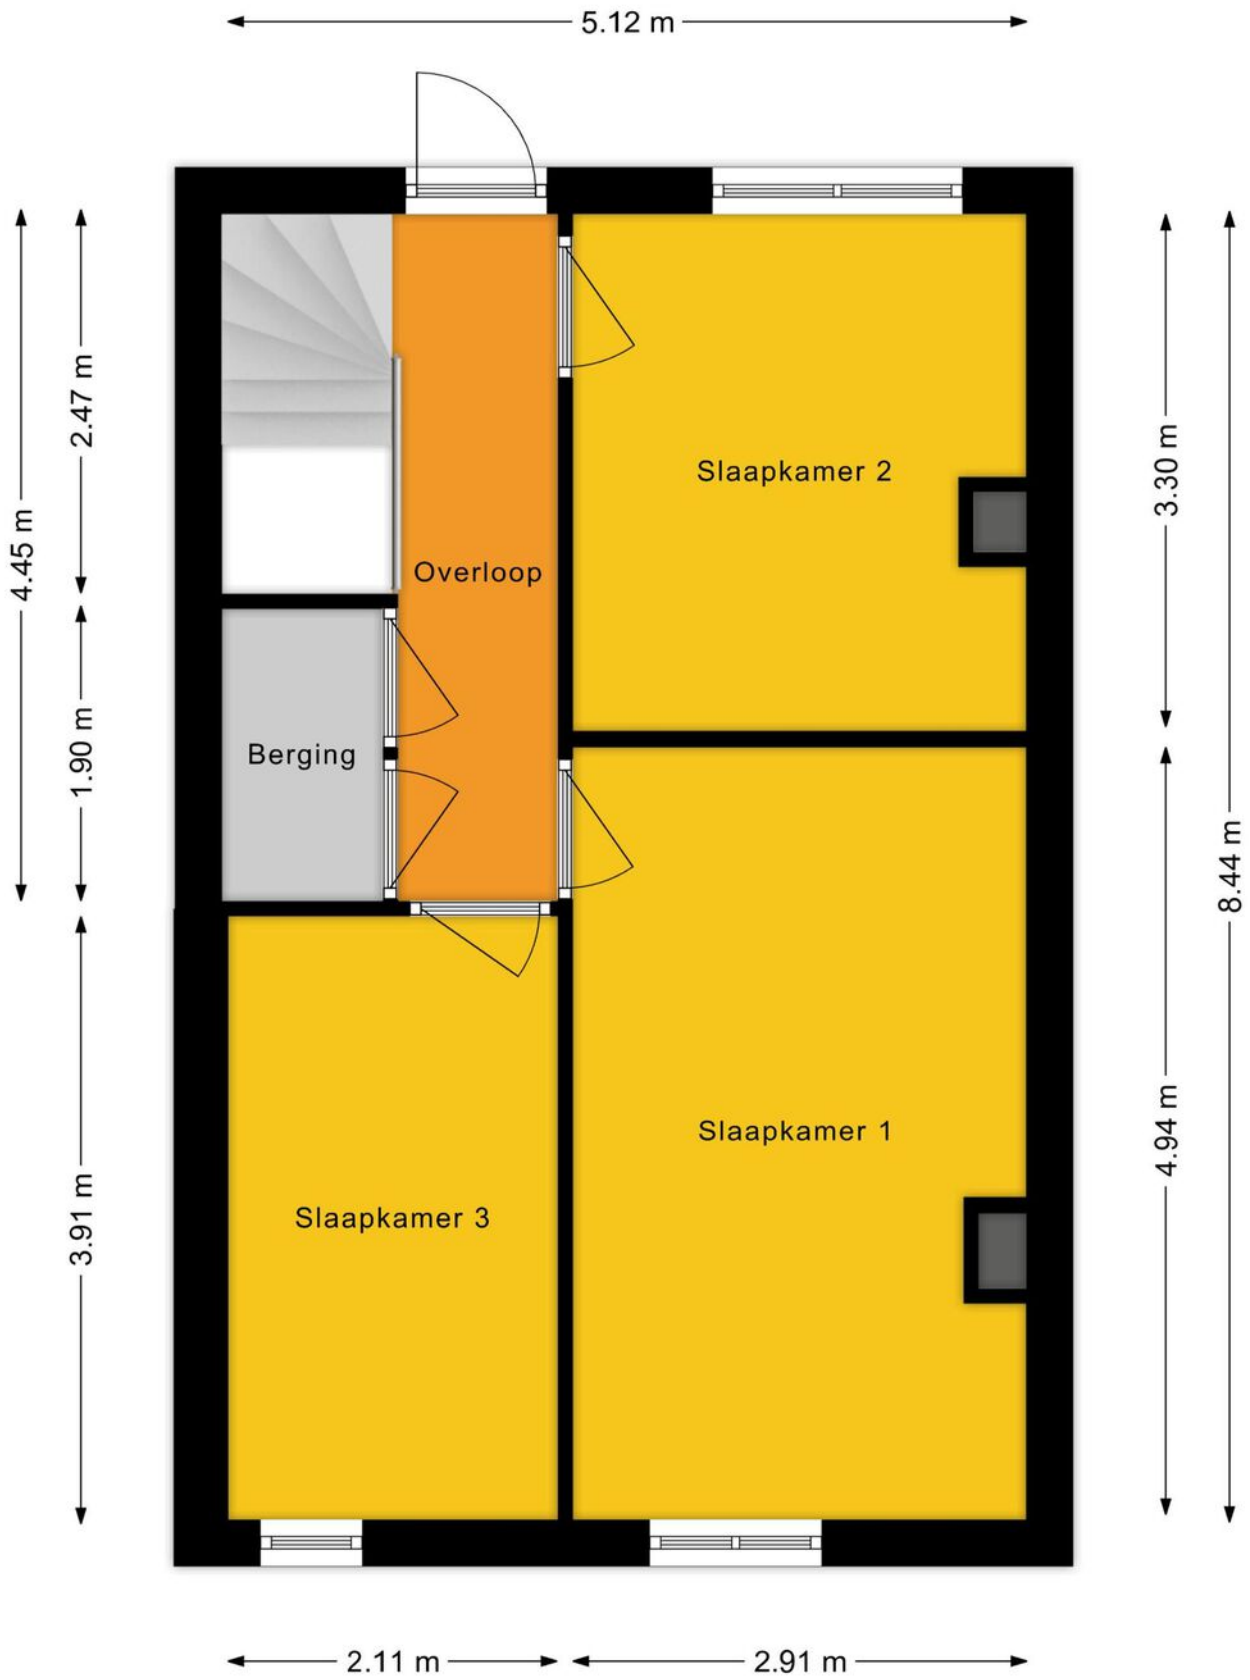 5.12 m
2.47 m
4.45 m
1.90 m
3.91 m
Slaapkamer 2
Overloop
Berging
Slaapkamer 1
Slaapkamer 3
3.30 m
8.44 m
4.94 m
2.11 m
2.91 m